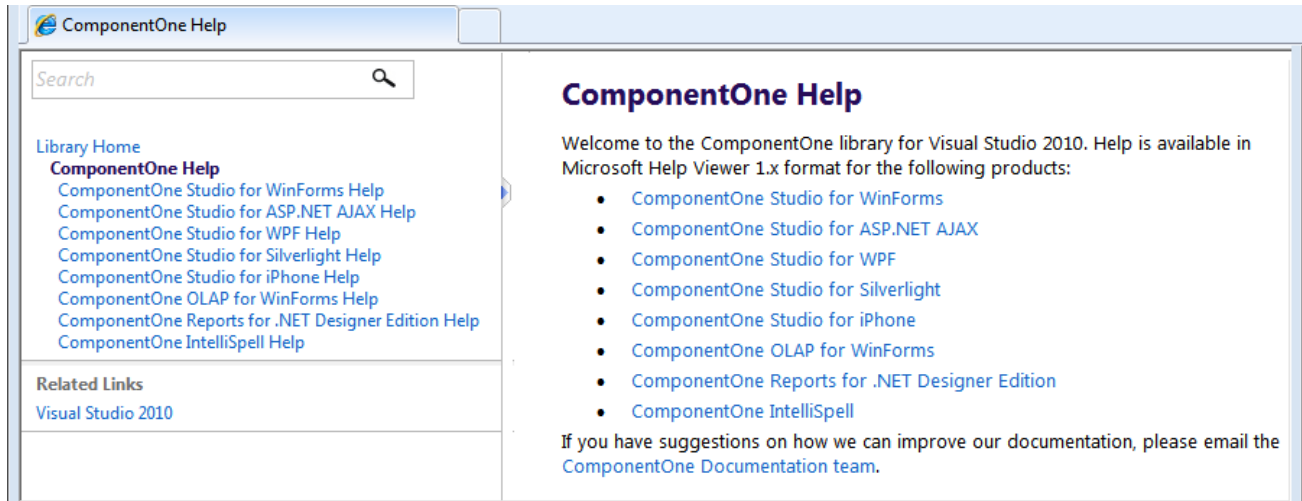 ComponentOne Help
Search
Library Home
ComponentOne Help
ComponentOne Studio for WinForms Help
ComponentOne Studio for ASP.NET AJAX Help
ComponentOne Studio for WPF Help
ComponentOne Studio for Silverlight Help
ComponentOne Studio for iPhone Help
ComponentOne OLAP for WinForms Help
ComponentOne Reports for .NET Designer Edition Help
ComponentOne IntelliSpell Help
Related Links
Visual Studio 2010
ComponentOne Help
Welcome to the ComponentOne library for Visual Studio 2010. Help is available in
Microsoft Help Viewer 1.x format for the following products:
• ComponentOne Studio for WinForms
• ComponentOne Studio for ASP.NET AJAX
• ComponentOne Studio for WPF
• ComponentOne Studio for Silverlight
• ComponentOne Studio for iPhone
• ComponentOne OLAP for WinForms
• ComponentOne Reports for .NET Designer Edition
• ComponentOne IntelliSpell
If you have suggestions on how we can improve our documentation, please email the
ComponentOne Documentation team.